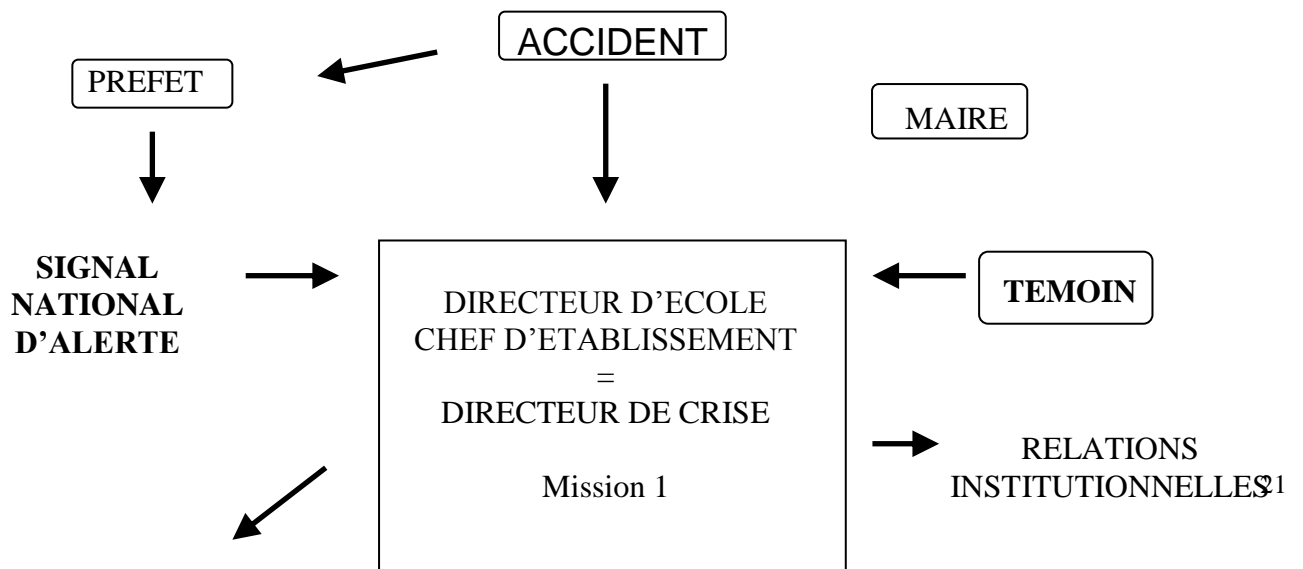 ACCIDENT
PREFET
MAIRE
SIGNAL
NATIONAL
D’ALERTE
DIRECTEUR D’ECOLE
CHEF D’ETABLISSEMENT
=
DIRECTEUR DE CRISE
Mission 1
TEMOIN
RELATIONS
INSTITUTIONNELLES
21